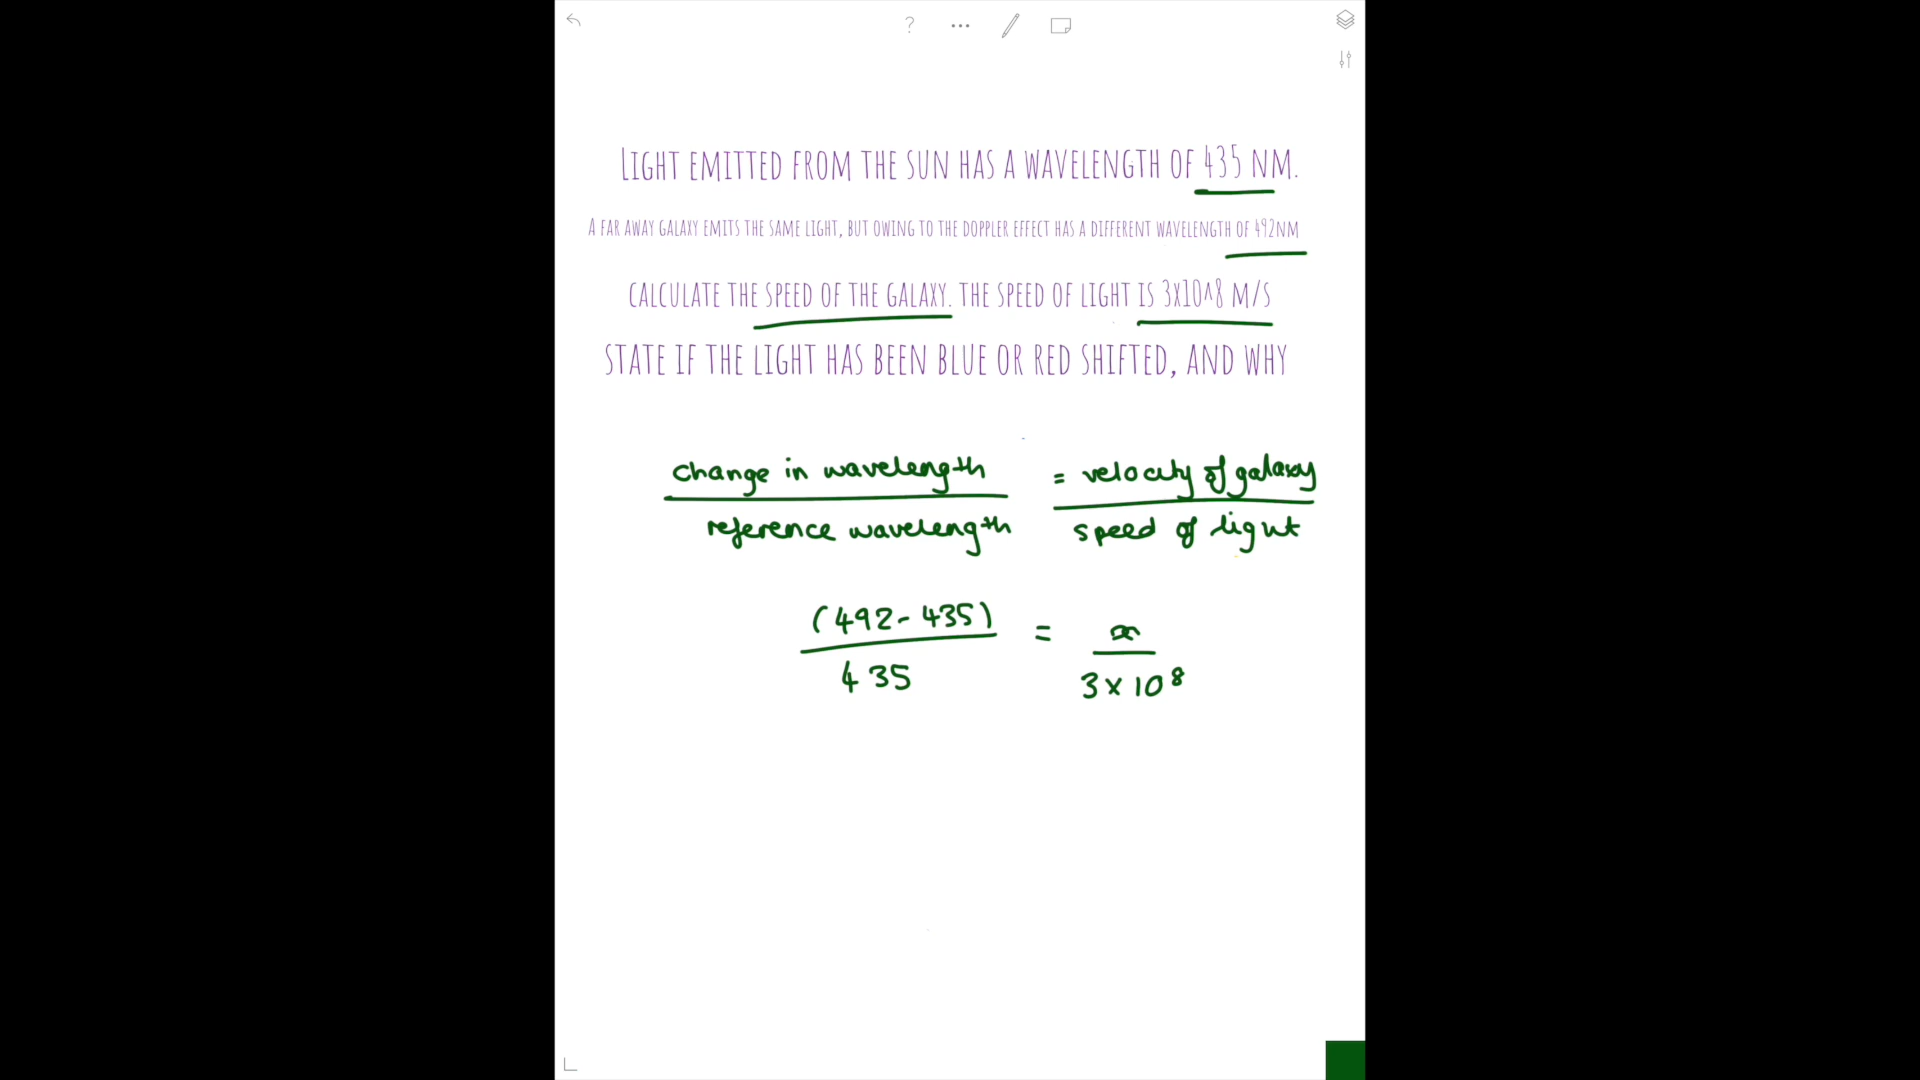 LIGHT EMITTED FROM THE SUN HAS A WAVELENGTH OF 435 NM.
A FAR AWAY GALAXY EMITS THE SAME LIGHT, BUT OWING TO THE DOPPLER EFFECT HAS A DIFFERENT WAVELENGTH OF 492NM
CALCULATE THE SPEED OF THE GALAXY. THE SPEED OF LIGHT IS 3X10^8 M/S
STATE IF THE LIGHT HAS BEEN BLUE OR RED SHIFTED, AND WHY
change in wavelength = velocity of galaxy
reference wavelength speed of light
(492-435) = x
435 3 x 10⁸